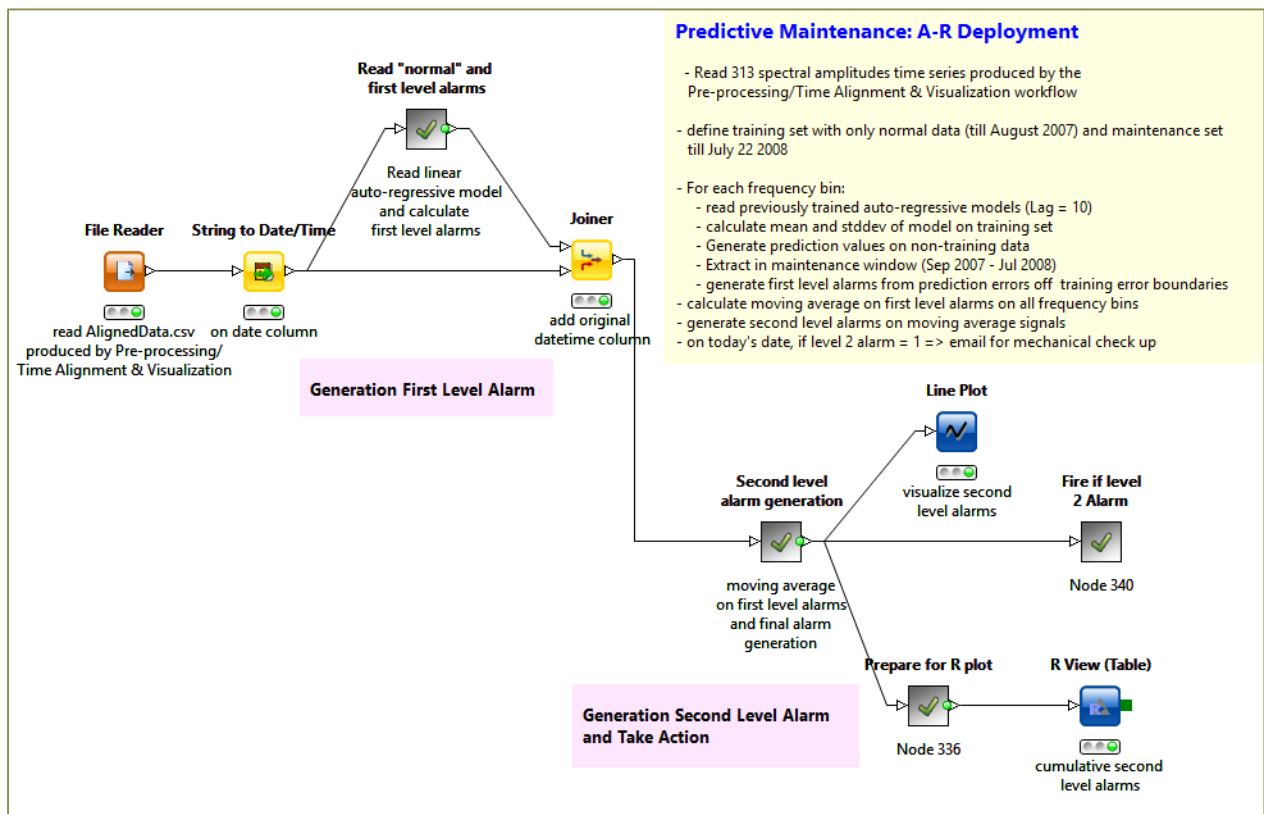 Predictive Maintenance: A-R Deployment
- Read 313 spectral amplitudes time series produced by the
Pre-processing/Time Alignment & Visualization workflow
- define training set with only normal data (till August 2007) and maintenance set
till July 22 2008
- For each frequency bin:
- read previously trained auto-regressive models (Lag = 10)
- calculate mean and stddev of model on training set
- Generate prediction values on non-training data
- Extract in maintenance window (Sep 2007 - Jul 2008)
- generate first level alarms from prediction errors off training error boundaries
- calculate moving average on first level alarms on all frequency bins
- generate second level alarms on moving average signals
- on today's date, if level 2 alarm = 1 => email for mechanical check up
Read "normal" and
first level alarms
Read linear
auto-regressive model
and calculate
first level alarms
File Reader
read AlignedData.csv
produced by Pre-processing/
Time Alignment & Visualization
String to Date/Time
on date column
Joiner
add original
datetime column
Generation First Level Alarm
Line Plot
visualize second
level alarms
Second level
alarm generation
moving average
on first level alarms
and final alarm
generation
Fire if level
2 Alarm
Node 340
Prepare for R plot
Node 336
R View (Table)
R
cumulative second
level alarms
Generation Second Level Alarm
and Take Action